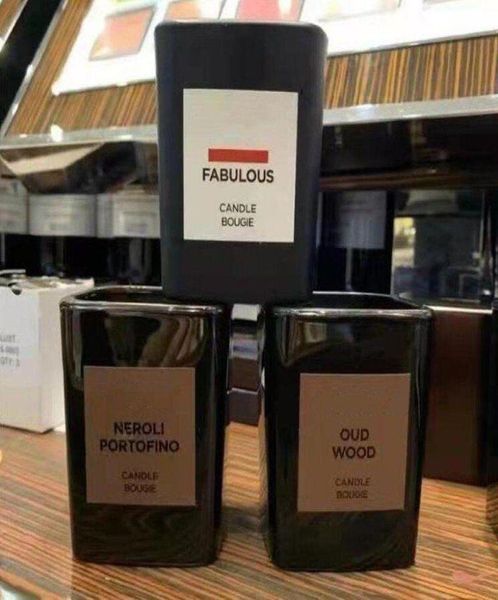 FABULOUS
CANDLE
BOUGIE
NEROLI
PORTOFINO
CANDLE
BOUGIE
OUD
WOOD
CANDLE
BOUGIE